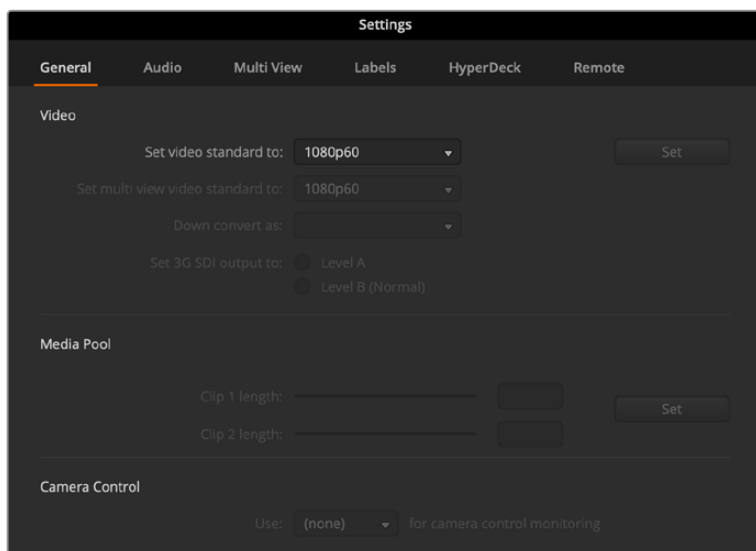 Settings
General Audio Multi View Labels HyperDeck Remote
Video
Set video standard to: 1080p60 Set
Set multi view video standard to: 1080p60
Down convert as:
Set 3G SDI output to: Level A
Level B (Normal)
Media Pool
Clip 1 length:
Set
Clip 2 length:
Camera Control
Use: (none) for camera control monitoring